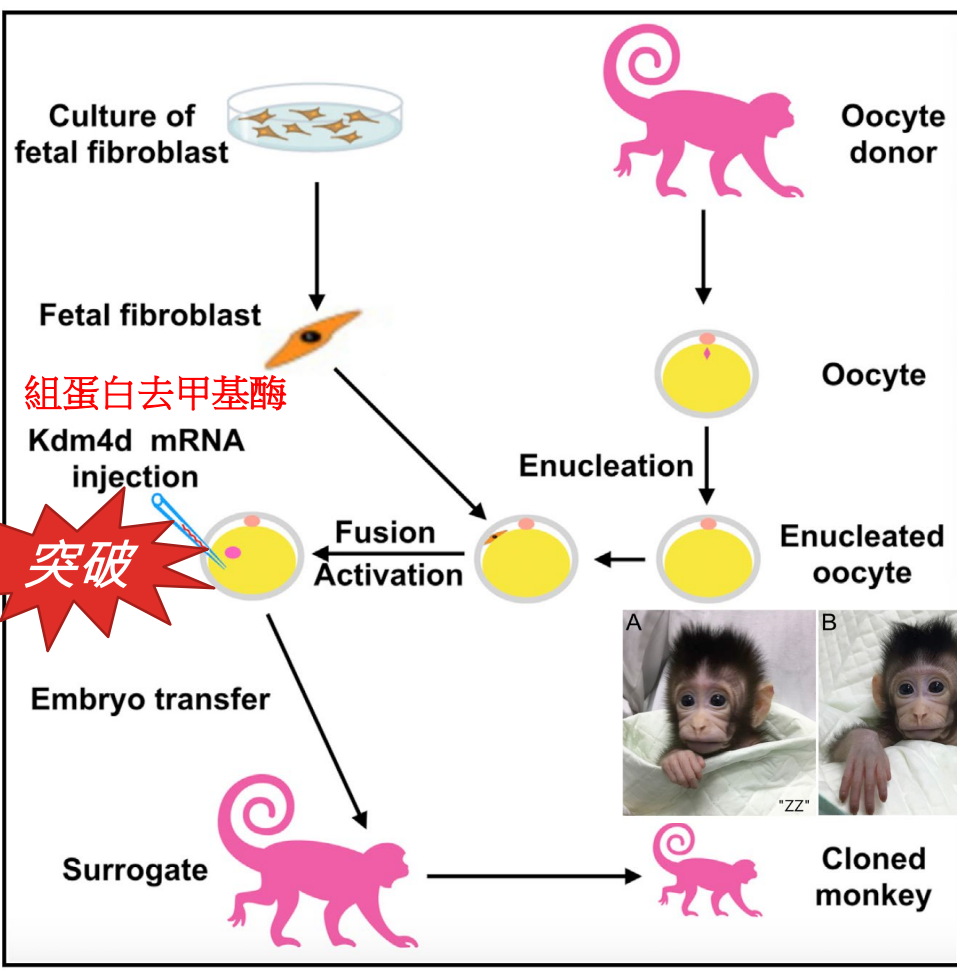 Culture of
fetal fibroblast
Oocyte
donor
Fetal fibroblast
Oocyte
組蛋白去甲基酶
Kdm4d mRNA
injection
Enucleation
突破
Fusion
Activation
Enucleated
oocyte
A
B
"ZZ"
Embryo transfer
Surrogate
Cloned
monkey